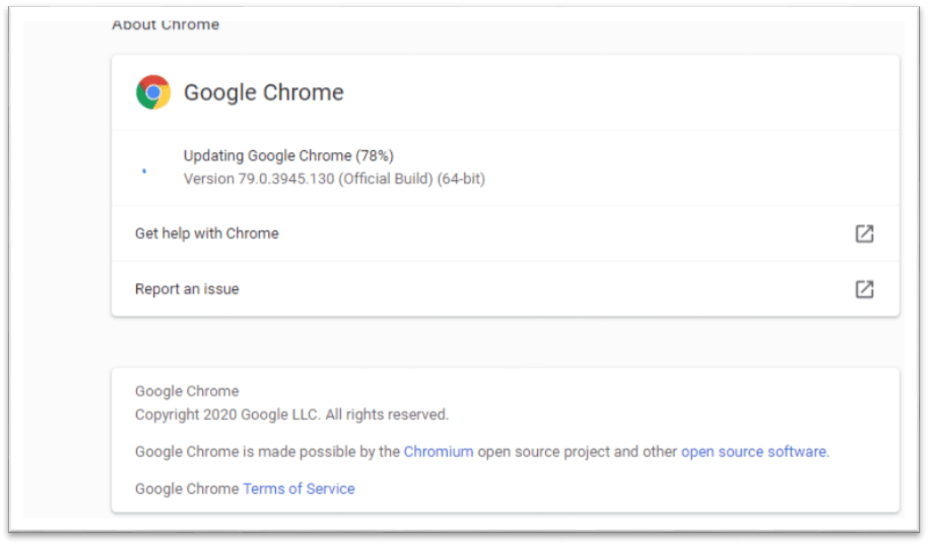 About Chrome
Google Chrome
Updating Google Chrome (78%)
Version 79.0.3945.130 (Official Build) (64-bit)
Get help with Chrome
Report an issue
Google Chrome
Copyright 2020 Google LLC. All rights reserved.
Google Chrome is made possible by the Chromium open source project and other open source software.
Google Chrome Terms of Service